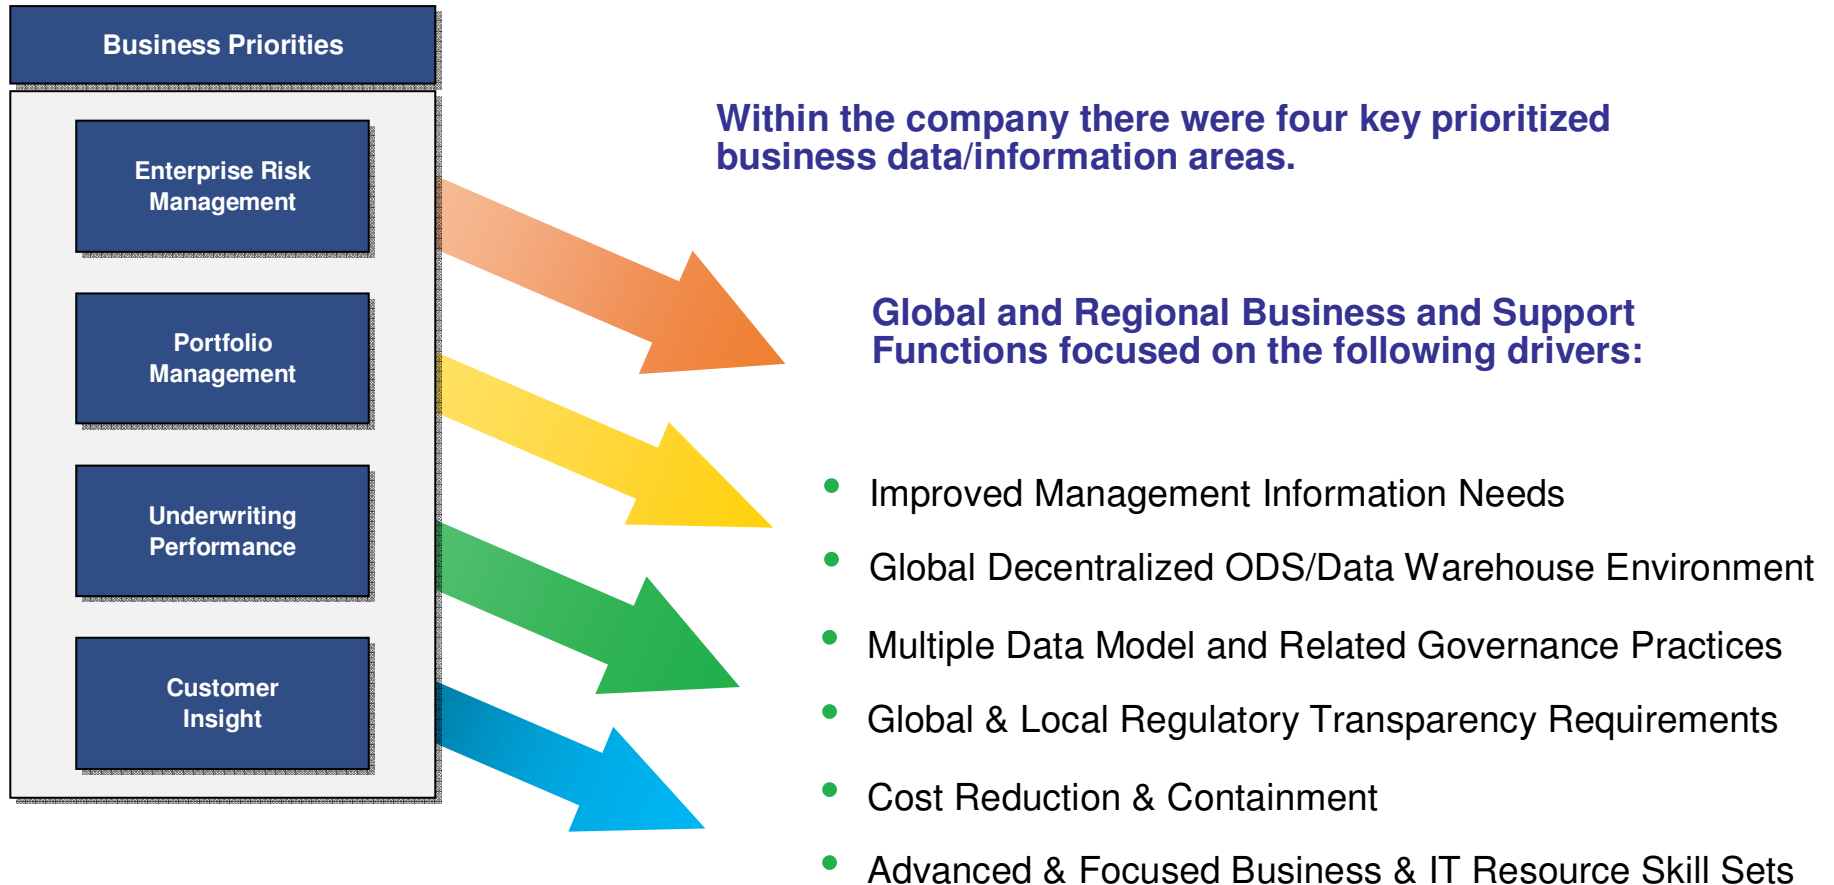 Business Priorities
Enterprise Risk
Management
Portfolio
Management
Underwriting
Performance
Customer
Insight
Within the company there were four key prioritized
business data/information areas.
Global and Regional Business and Support
Functions focused on the following drivers:
• Improved Management Information Needs
• Global Decentralized ODS/Data Warehouse Environment
• Multiple Data Model and Related Governance Practices
• Global & Local Regulatory Transparency Requirements
• Cost Reduction & Containment
• Advanced & Focused Business & IT Resource Skill Sets